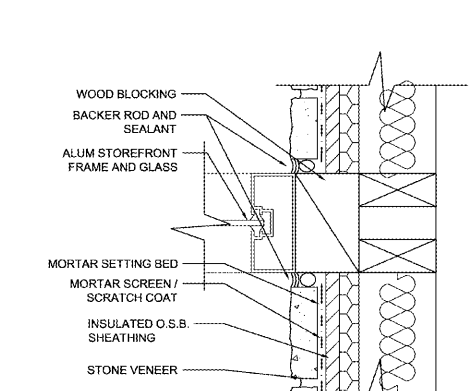 WOOD BLOCKING
BACKER ROD AND
SEALANT
ALUM STOREFRONT
FRAME AND GLASS
MORTAR SETTING BED
MORTAR SCREEN /
SCRATCH COAT
INSULATED O.S.B.
SHEATHING
STONE VENEER